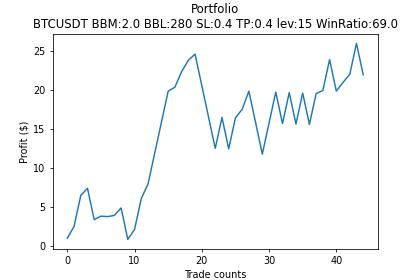 Portfolio
BTCUSDT BBM:2.0 BBL:280 SL:0.4 TP:0.4 lev:15 WinRatio:69.0
25
20
15
10
5
0
Profit ($)
0 10 20 30 40
Trade counts